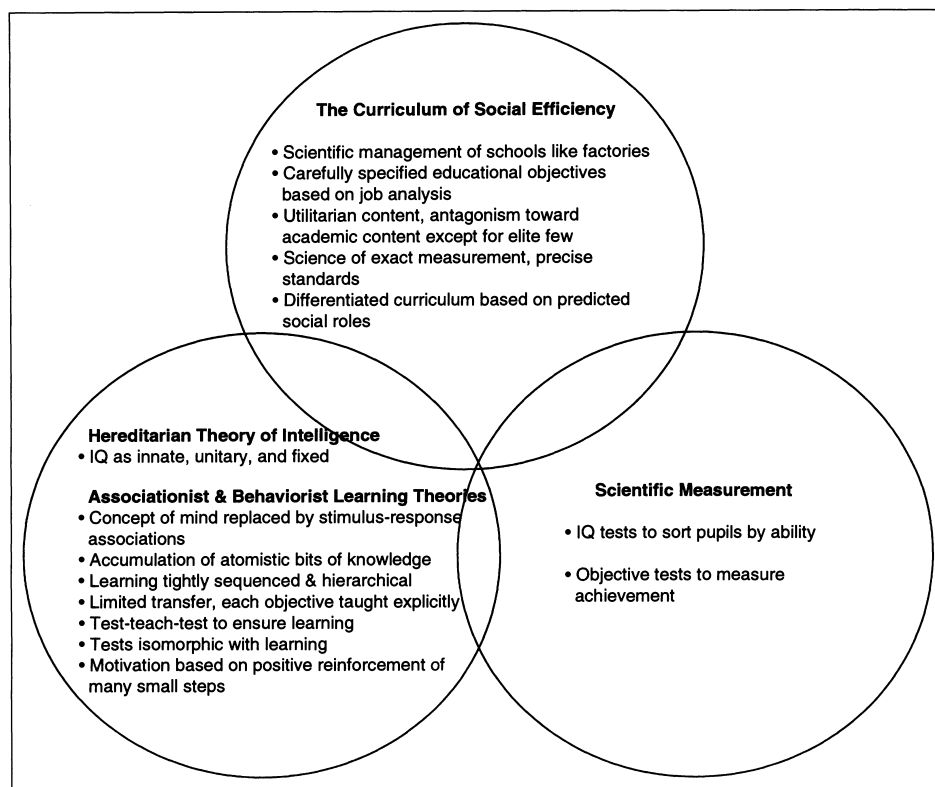 The Curriculum of Social Efficiency
• Scientific management of schools like factories
• Carefully specified educational objectives
based on job analysis
• Utilitarian content, antagonism toward
academic content except for elite few
• Science of exact measurement, precise
standards
• Differentiated curriculum based on predicted
social roles
Hereditarian Theory of Intelligence
• IQ as innate, unitary, and fixed
Associationist & Behaviorist Learning Theories
• Concept of mind replaced by stimulus-response
associations
• Accumulation of atomistic bits of knowledge
• Learning tightly sequenced & hierarchical
• Limited transfer, each objective taught explicitly
• Test-teach-test to ensure learning
• Tests isomorphic with learning
• Motivation based on positive reinforcement of
many small steps
Scientific Measurement
• IQ tests to sort pupils by ability
• Objective tests to measure
achievement